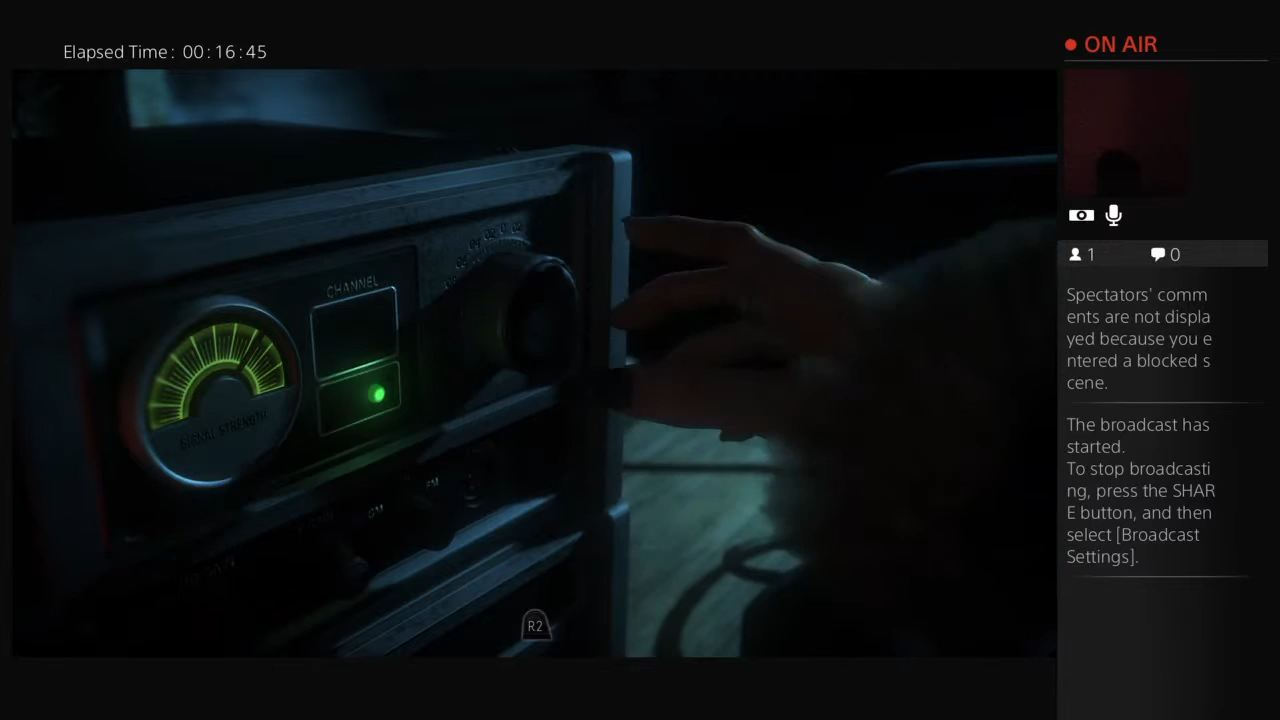 Elapsed Time: 00:16:45
ON AIR
1
0
Spectators' comm
ents are not displa
yed because you e
ntered a blocked s
cene.
The broadcast has
started.
To stop broadcasti
ng, press the SHAR
E button, and then
select [Broadcast
Settings].
CHANNEL
SIGNAL STRENGTH
R2